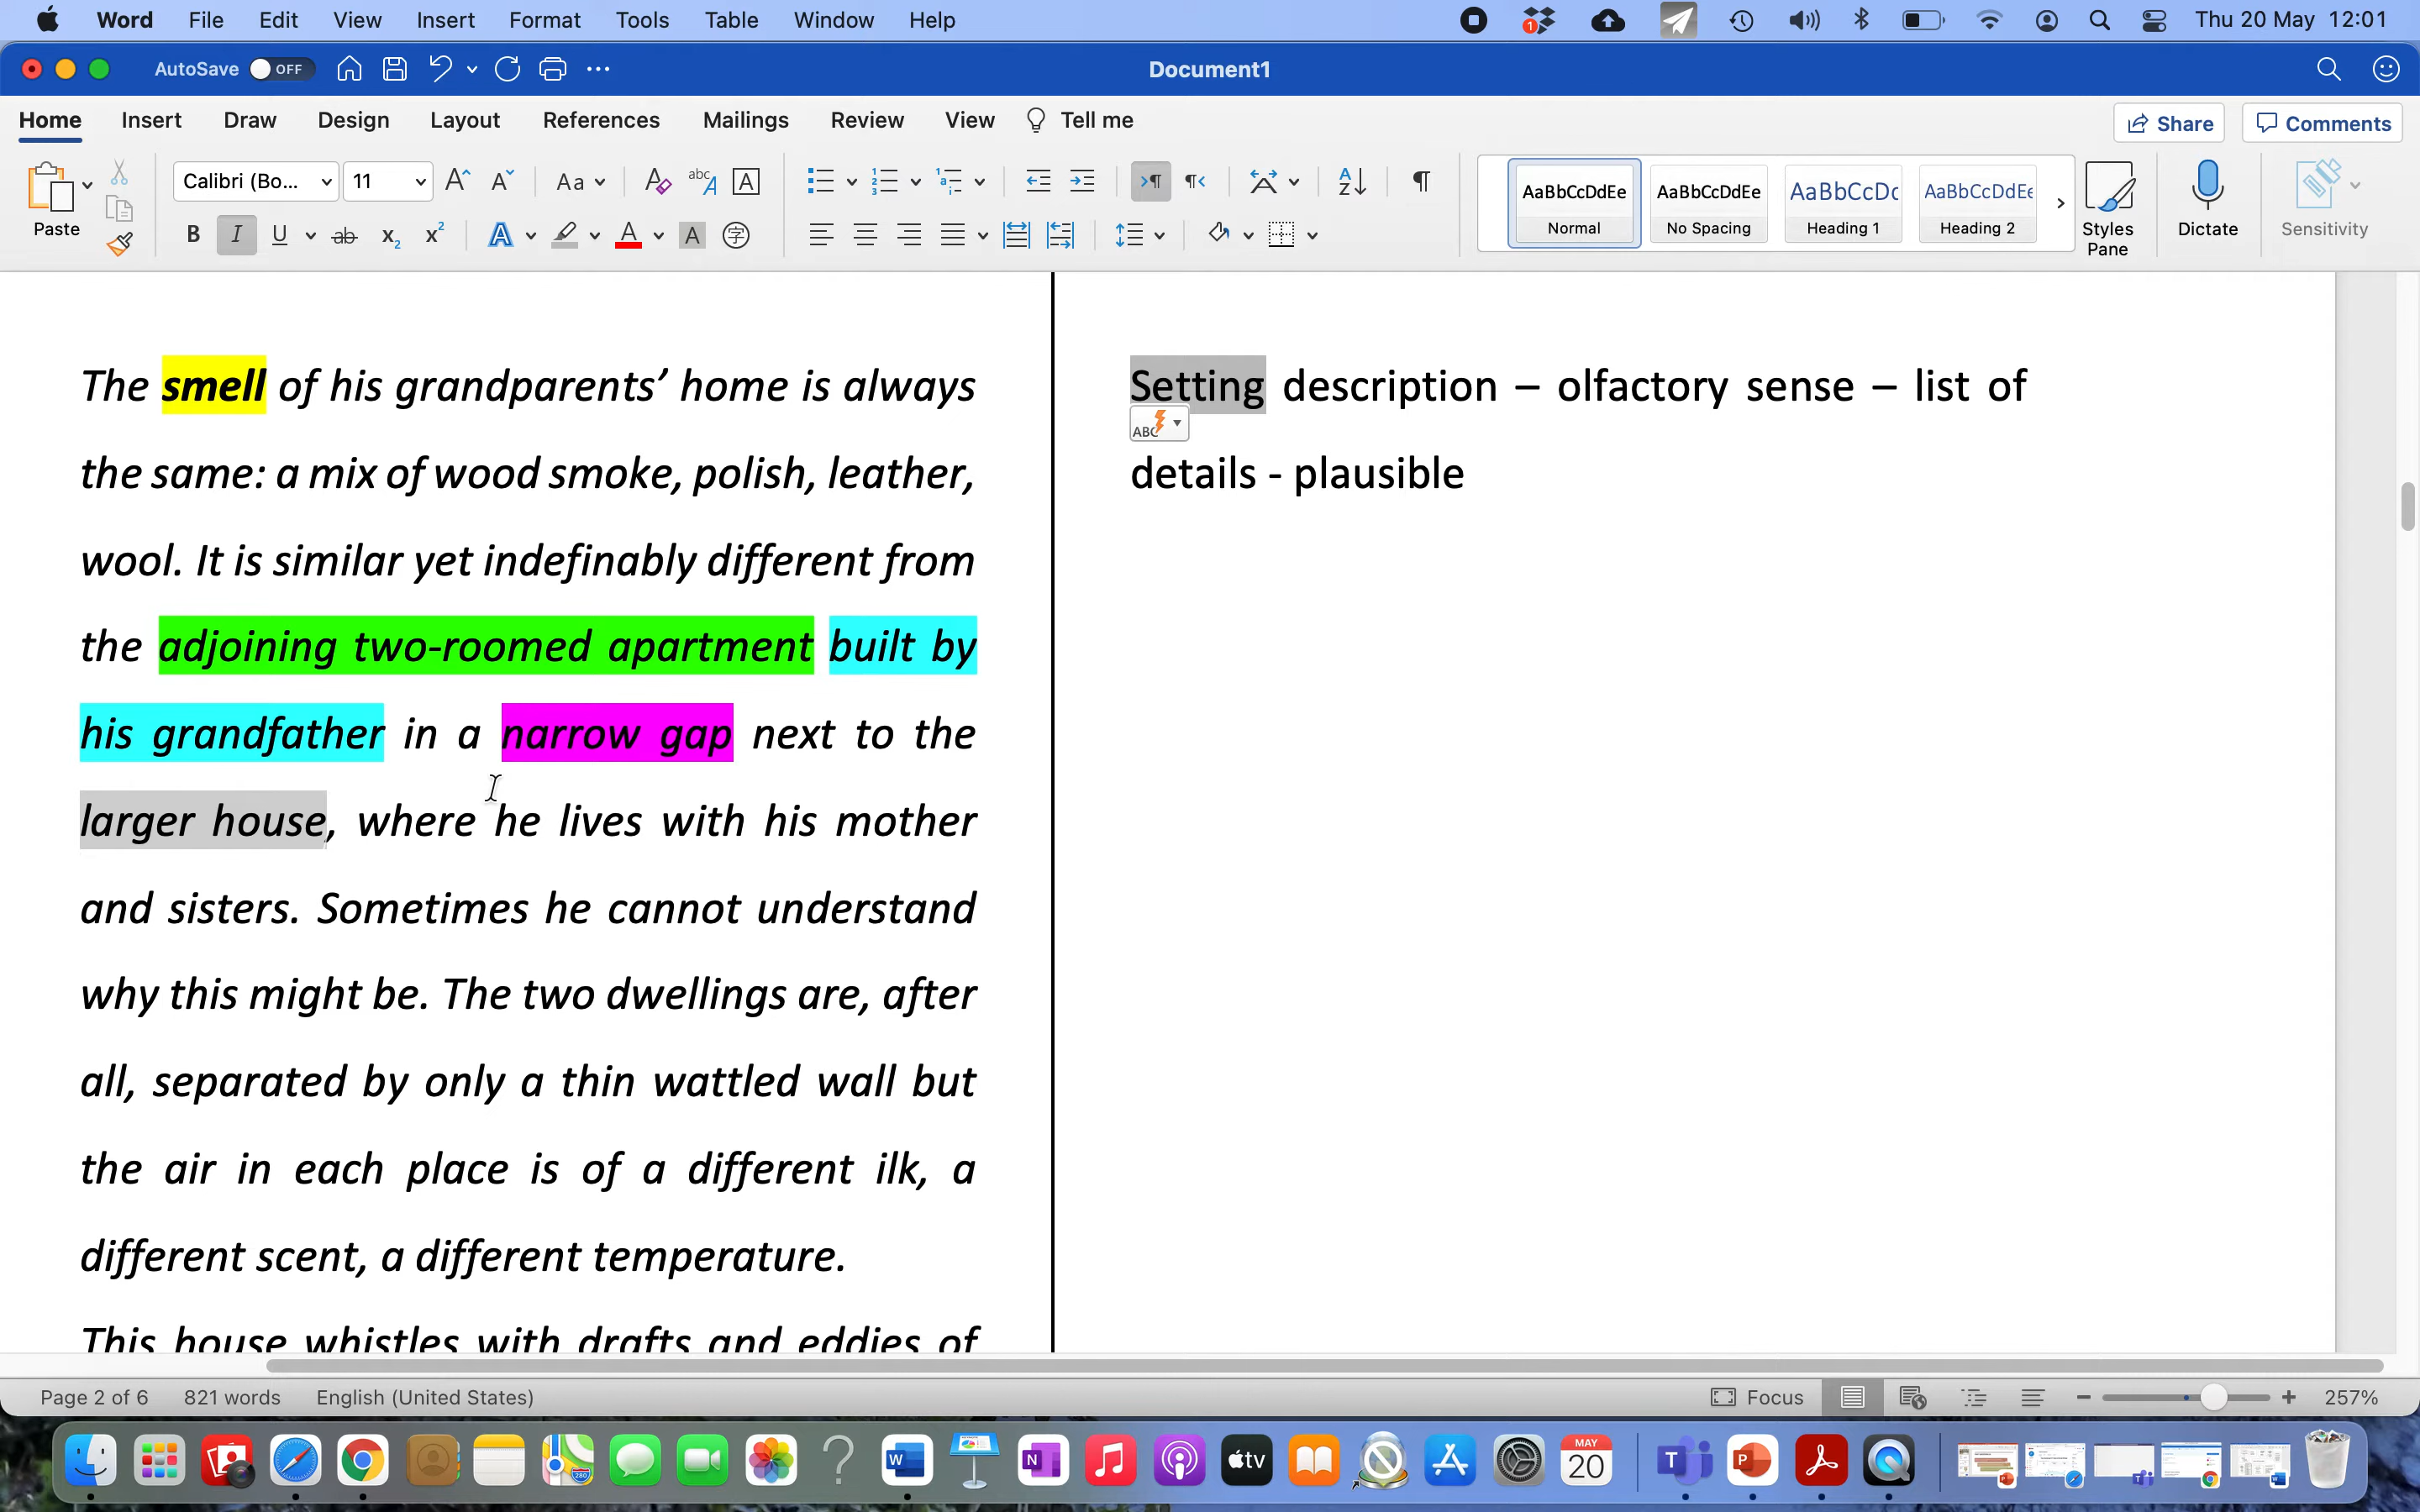 Word File Edit View Insert Format Tools Table Window Help Thu 20 May 12:01
AutoSave OFF Document1
Home Insert Draw Design Layout References Mailings Review View Tell me Share Comments
Paste Calibri (Bo... 11 Aa
AaBbCcDdEe AaBbCcDdEe AaBbCcDc AaBbCcDdEe
Normal No Spacing Heading 1 Heading 2
Styles Pane Dictate Sensitivity
The smell of his grandparents’ home is always
the same: a mix of wood smoke, polish, leather,
wool. It is similar yet indefinably different from
the adjoining two-roomed apartment built by
his grandfather in a narrow gap next to the
larger house, where he lives with his mother
and sisters. Sometimes he cannot understand
why this might be. The two dwellings are, after
all, separated by only a thin wattled wall but
the air in each place is of a different ilk, a
different scent, a different temperature.
This house whistles with drafts and eddies of
Setting description – olfactory sense – list of
details - plausible
Page 2 of 6 821 words English (United States) Focus 257%
MAY
20
tv